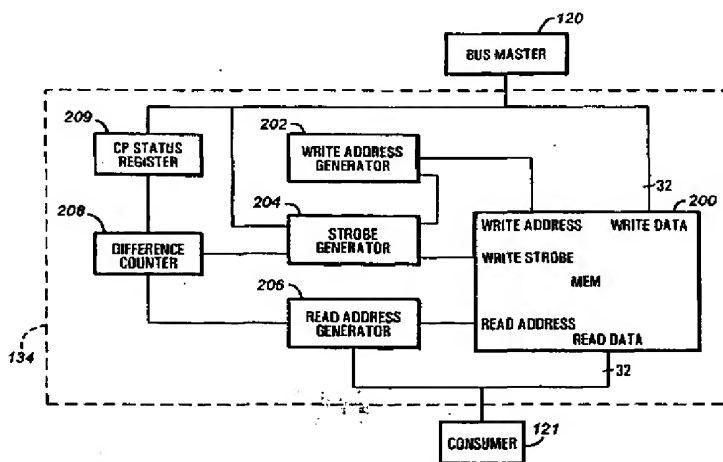 120
BUS MASTER
209
CP STATUS
REGISTER
202
WRITE ADDRESS
GENERATOR
208
DIFFERENCE
COUNTER
204
STROBE
GENERATOR
32
200
WRITE ADDRESS WRITE DATA
WRITE STROBE
MEM
206
READ ADDRESS
GENERATOR
READ ADDRESS
READ DATA
134
32
CONSUMER
121